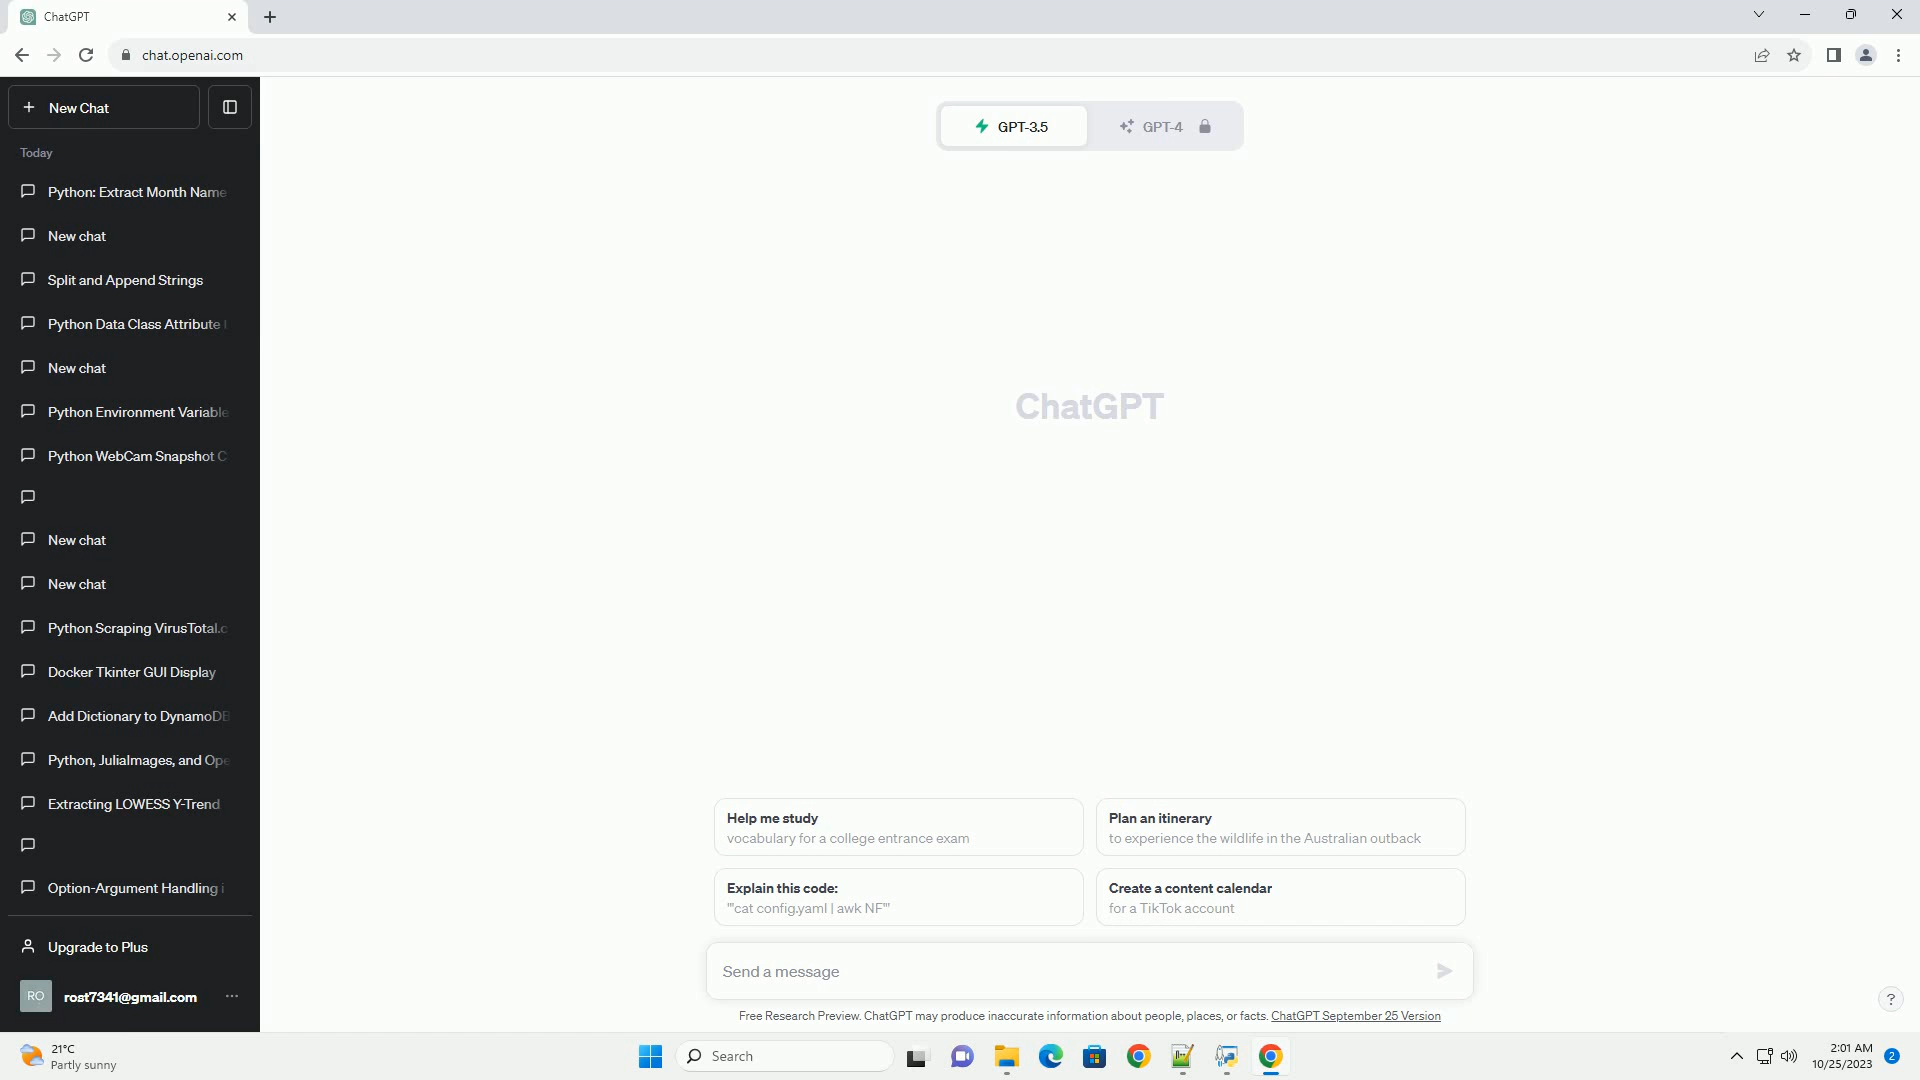 ChatGPT
chat.openai.com
New Chat
Today
Python: Extract Month Name
New chat
Split and Append Strings
Python Data Class Attribute
New chat
Python Environment Variable
Python WebCam Snapshot C
New chat
New chat
Python Scraping VirusTotal.c
Docker Tkinter GUI Display
Add Dictionary to DynamoDB
Python, JuliaImages, and Ope
Extracting LOWESS Y-Trend
Option-Argument Handling i
Upgrade to Plus
RO rost7341@gmail.com
GPT-3.5
GPT-4
ChatGPT
Help me study
vocabulary for a college entrance exam
Plan an itinerary
to experience the wildlife in the Australian outback
Explain this code:
"'cat config.yaml | awk NF'"
Create a content calendar
for a TikTok account
Send a message
Free Research Preview. ChatGPT may produce inaccurate information about people, places, or facts. ChatGPT September 25 Version
?
21°C
Partly sunny
Search
2:01 AM
10/25/2023
2